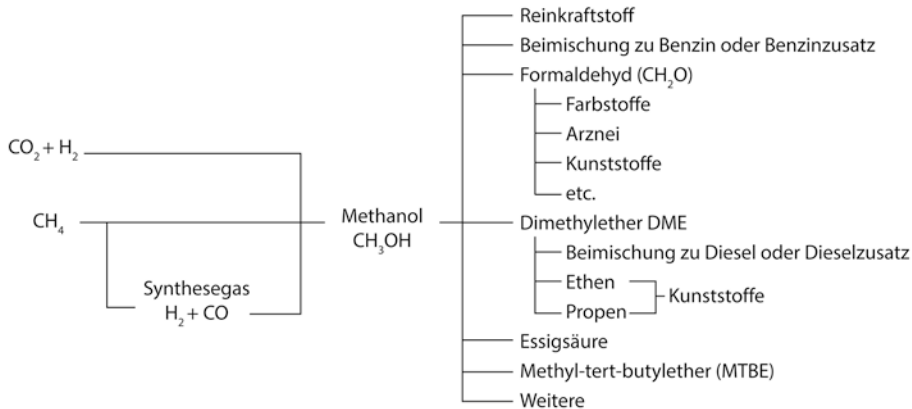 CO₂ + H₂
CH₄
Synthesegas
H₂ + CO
Methanol
CH₃OH
Reinkraftstoff
Beimischung zu Benzin oder Benzinzusatz
Formaldehyd (CH₂O)
Farbstoffe
Arznei
Kunststoffe
etc.
Dimethylether DME
Beimischung zu Diesel oder Dieselzusatz
Ethen
Propen
Kunststoffe
Essigsäure
Methyl-tert-butylether (MTBE)
Weitere